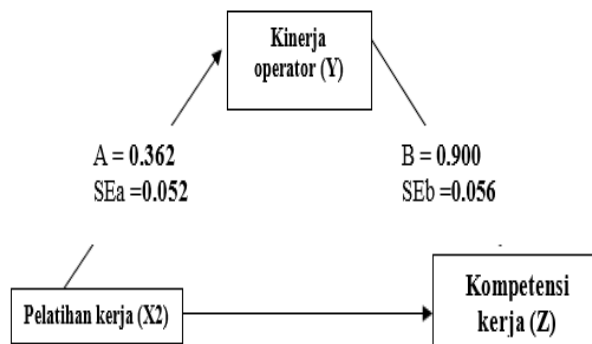 Kinerja
operator (Y)
A = 0.362
SEa =0.052
B = 0.900
SEb =0.056
Pelatihan kerja (X2)
Kompetensi
kerja (Z)